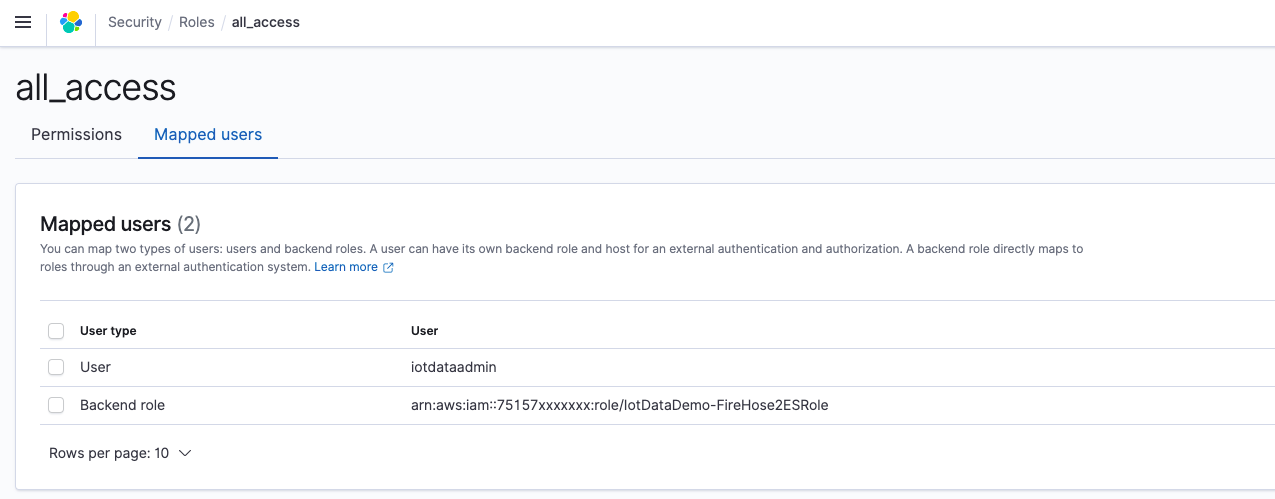 Security / Roles / all_access
all_access
Permissions Mapped users
Mapped users (2)
You can map two types of users: users and backend roles. A user can have its own backend role and host for an external authentication and authorization. A backend role directly maps to
roles through an external authentication system. Learn more
User type User
User iotdataadmin
Backend role arn:aws:iam::75157xxxxxxx:role/IotDataDemo-FireHose2ESRole
Rows per page: 10